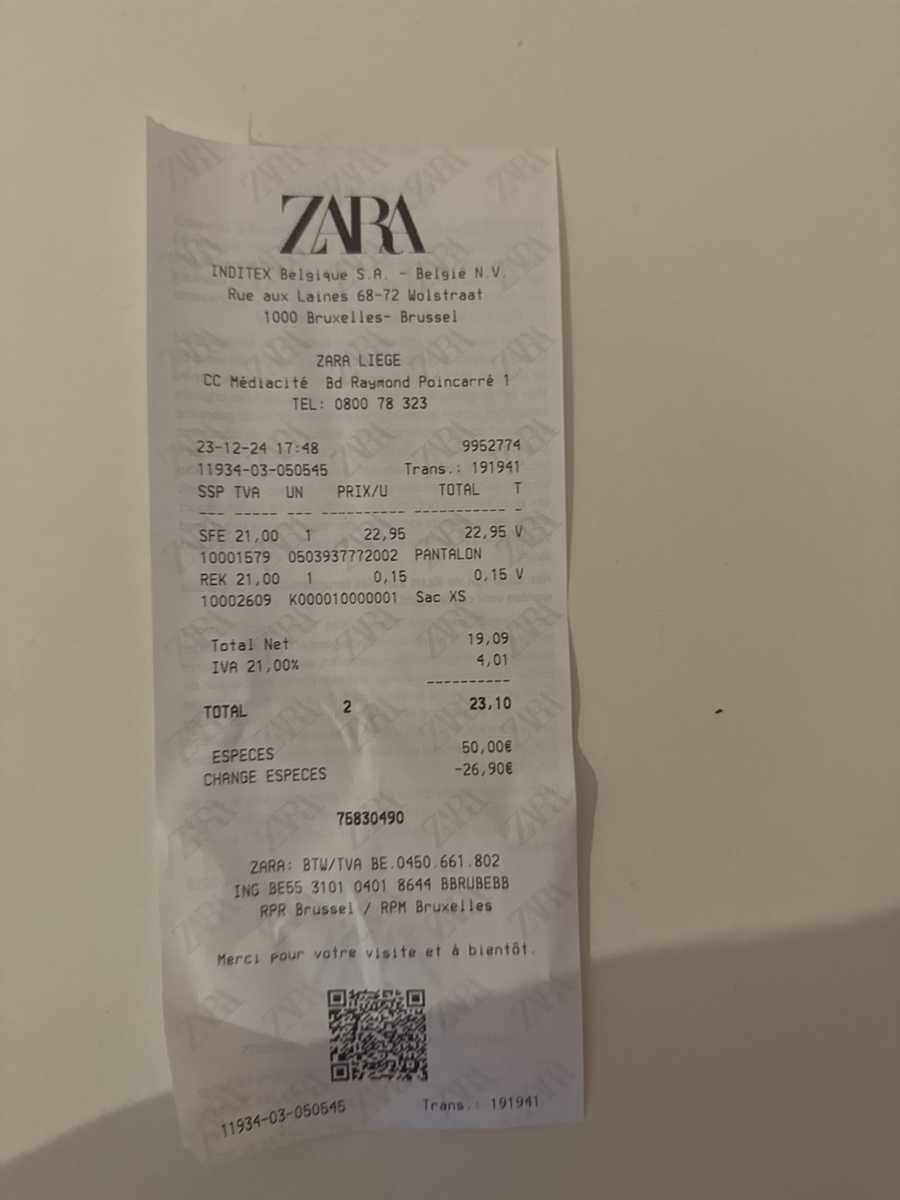 ZARA
INDITEX Belgique S.A. - België N.V.
Rue aux Laines 68-72 Wolstraat
1000 Bruxelles- Brussel
ZARA LIEGE
CC Médiacité Bd Raymond Poincarré 1
TEL: 0800 78 323
23-12-24 17:48 9952774
11934-03-050545 Trans.: 191941
SSP TVA UN PRIX/U TOTAL T
--- ----- --- ---------- ----------- -
SFE 21,00 1 22,95 22,95 V
10001579 0503937772002 PANTALON
REK 21,00 1 0,15 0,15 V
10002609 K000010000001 Sac XS
Total Net 19,09
IVA 21,00% 4,01
----------
TOTAL 2 23,10
ESPECES 50,00€
CHANGE ESPECES -26,90€
75830490
ZARA: BTW/TVA BE.0450.661.802
ING BE55 3101 0401 8644 BBRUBEBB
RPR Brussel / RPM Bruxelles
Merci pour votre visite et à bientôt.
11934-03-050545 Trans.: 191941